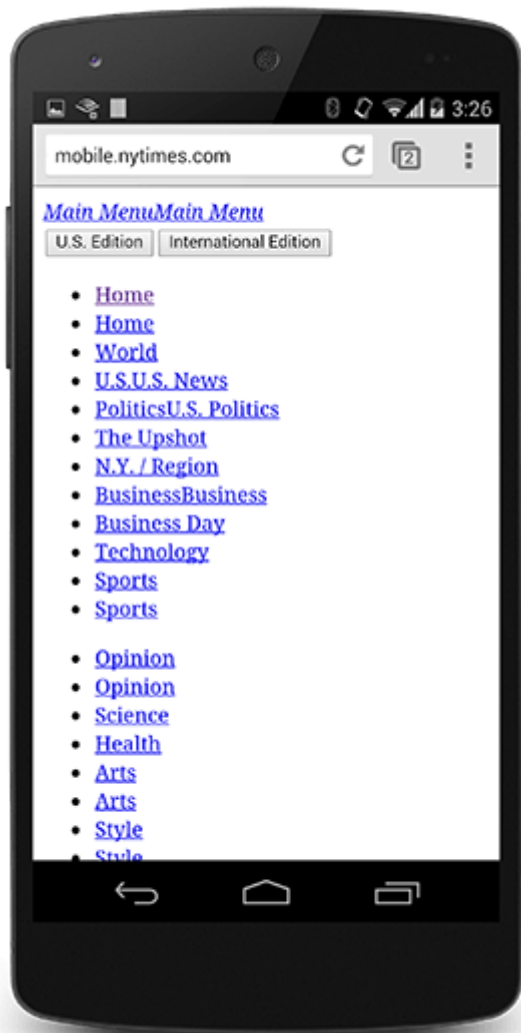 3:26
mobile.nytimes.com 2
Main MenuMain Menu
U.S. Edition International Edition
Home
Home
World
U.S.U.S. News
PoliticsU.S. Politics
The Upshot
N.Y. / Region
BusinessBusiness
Business Day
Technology
Sports
Sports
Opinion
Opinion
Science
Health
Arts
Arts
Style
Style